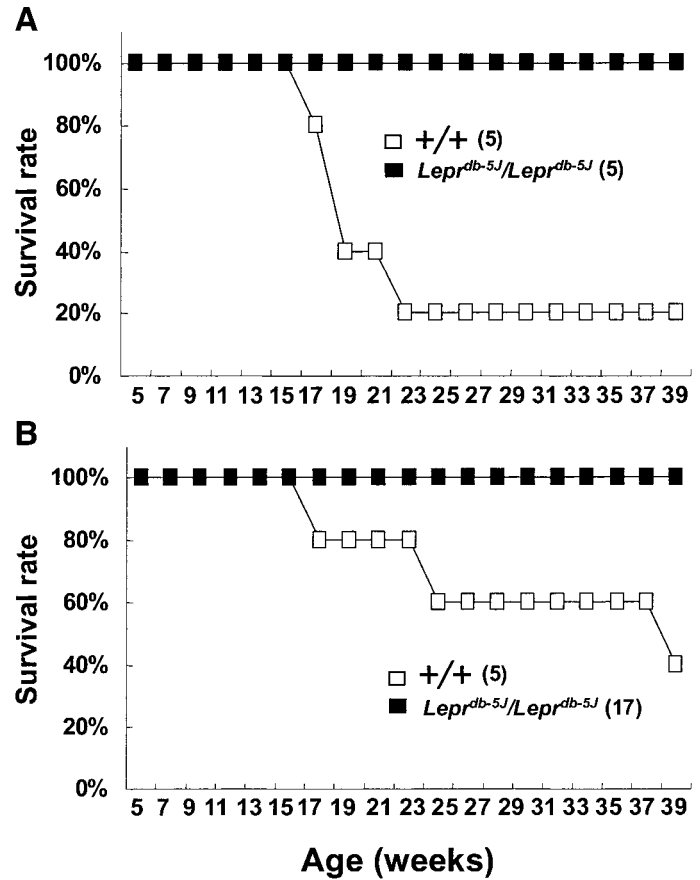 A
Survival rate
100%
80%
60%
40%
20%
0%
+/+ (5)
Lepr^db-5J/Lepr^db-5J (5)
5 7 9 11 13 15 17 19 21 23 25 27 29 31 33 35 37 39
B
Survival rate
100%
80%
60%
40%
20%
0%
+/+ (5)
Lepr^db-5J/Lepr^db-5J (17)
5 7 9 11 13 15 17 19 21 23 25 27 29 31 33 35 37 39
Age (weeks)